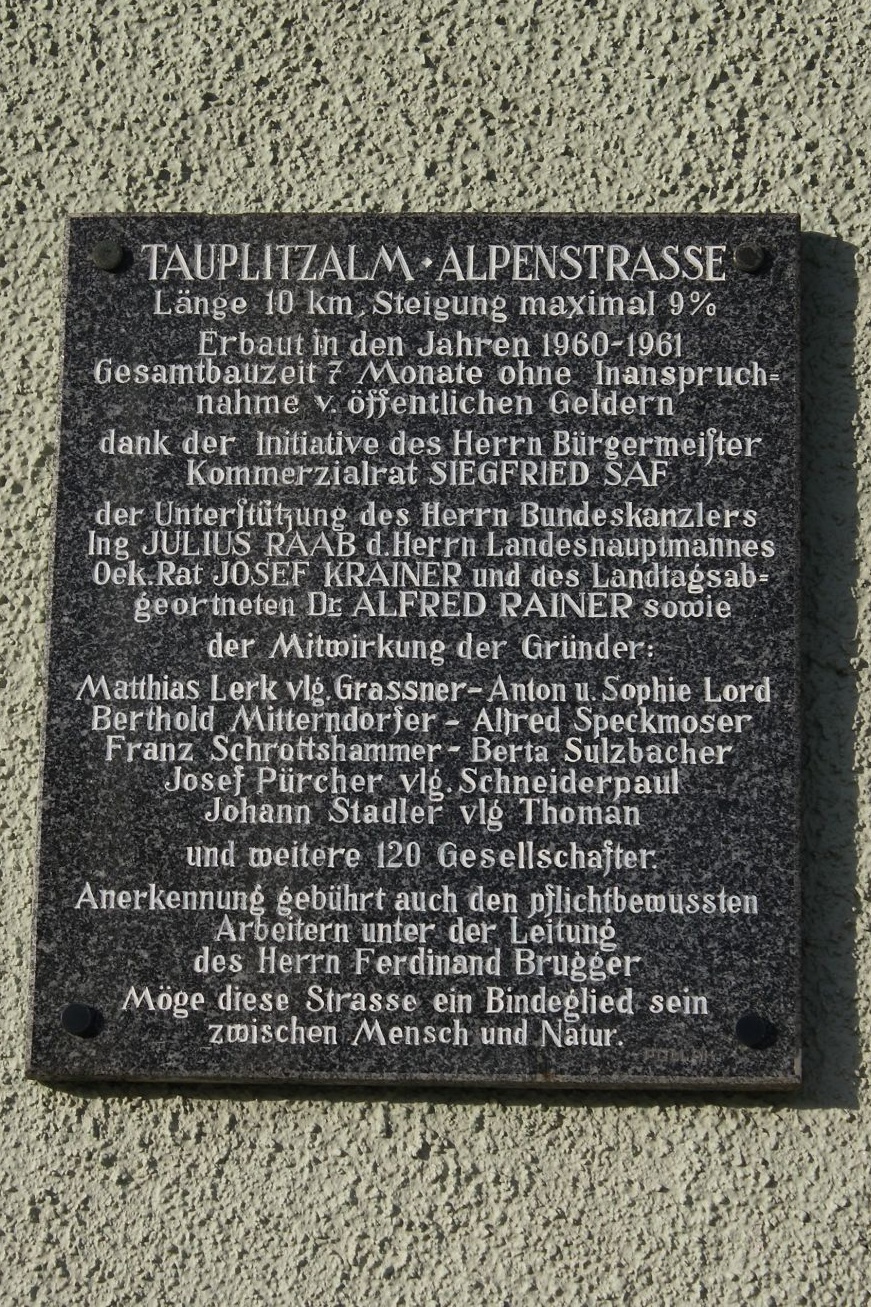 TAUPLITZALM · ALPENSTRASSE
Länge 10 km, Steigung maximal 9%
Erbaut in den Jahren 1960-1961
Gesamtbauzeit 7 Monate ohne Inanspruch=
nahme v. öffentlichen Geldern
dank der Initiative des Herrn Bürgermeiſter
Kommerzialrat SIEGFRIED SAF
der Unterſtützung des Herrn Bundeskanzlers
Ing JULIUS RAAB d. Herrn Landeshauptmannes
Oek. Rat JOSEF KRAINER und des Landtagsab=
geortneten Dr. ALFRED RAINER sowie
der Mitwirkung der Gründer:
Matthias Lerk vlg. Grassner - Anton u. Sophie Lord
Berthold Mitterndorfer - Alfred Speckmoser
Franz Schrottshammer - Berta Sulzbacher
Josef Pürcher vlg. Schneiderpaul
Johann Stadler vlg Thoman
und weitere 120 Gesellschafter.
Anerkennung gebührt auch den pflichtbewussten
Arbeitern unter der Leitung
des Herrn Ferdinand Brugger
Möge diese Strasse ein Bindeglied sein
zwischen Mensch und Natur.